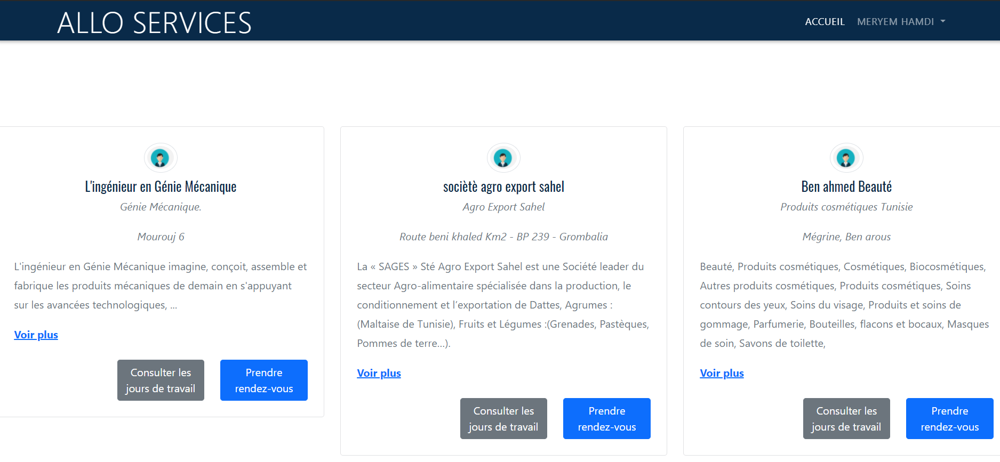 ALLO SERVICES
ACCUEIL
MERYEM HAMDI
L'ingénieur en Génie Mécanique
Génie Mécanique.
Mourouj 6
L'ingénieur en Génie Mécanique imagine, conçoit, assemble et
fabrique les produits mécaniques de demain en s'appuyant
sur les avancées technologiques, ...
Voir plus
Consulter les
jours de travail
Prendre
rendez-vous
sociètè agro export sahel
Agro Export Sahel
Route beni khaled Km2 - BP 239 - Grombalia
La « SAGES » Sté Agro Export Sahel est une Société leader du
secteur Agro-alimentaire spécialisée dans la production, le
conditionnement et l’exportation de Dattes, Agrumes :
(Maltaise de Tunisie), Fruits et Légumes :(Grenades, Pastèques,
Pommes de terre…).
Voir plus
Consulter les
jours de travail
Prendre
rendez-vous
Ben ahmed Beauté
Produits cosmétiques Tunisie
Mégrine, Ben arous
Beauté, Produits cosmétiques, Cosmétiques, Biocosmétiques,
Autres produits cosmétiques, Produits cosmétiques, Soins
contours des yeux, Soins du visage, Produits et soins de
gommage, Parfumerie, Bouteilles, flacons et bocaux, Masques
de soin, Savons de toilette,
Voir plus
Consulter les
jours de travail
Prendre
rendez-vous